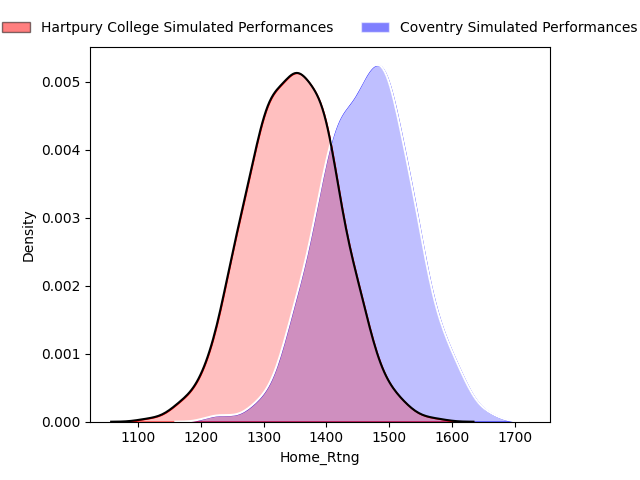 Hartpury College Simulated Performances Coventry Simulated Performances
0.005
0.004
0.003
0.002
0.001
0.000
Density
1100 1200 1300 1400 1500 1600 1700
Home_Rtng